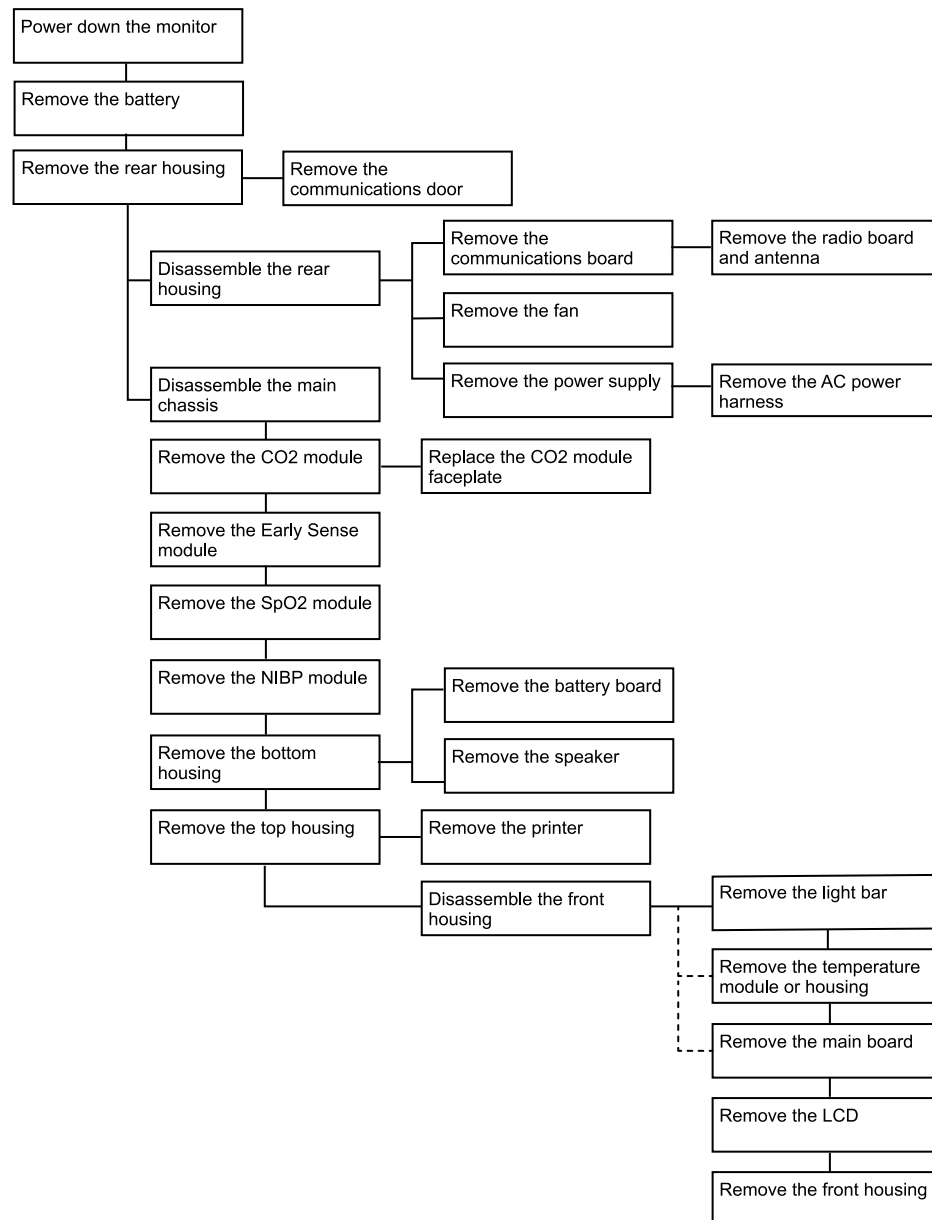 Power down the monitor
Remove the battery
Remove the rear housing
Remove the
communications door
Disassemble the rear
housing
Remove the
communications board
Remove the radio board
and antenna
Remove the fan
Remove the power supply
Remove the AC power
harness
Disassemble the main
chassis
Remove the CO2 module
Replace the CO2 module
faceplate
Remove the Early Sense
module
Remove the SpO2 module
Remove the NIBP module
Remove the bottom
housing
Remove the battery board
Remove the speaker
Remove the top housing
Remove the printer
Disassemble the front
housing
Remove the light bar
Remove the temperature
module or housing
Remove the main board
Remove the LCD
Remove the front housing